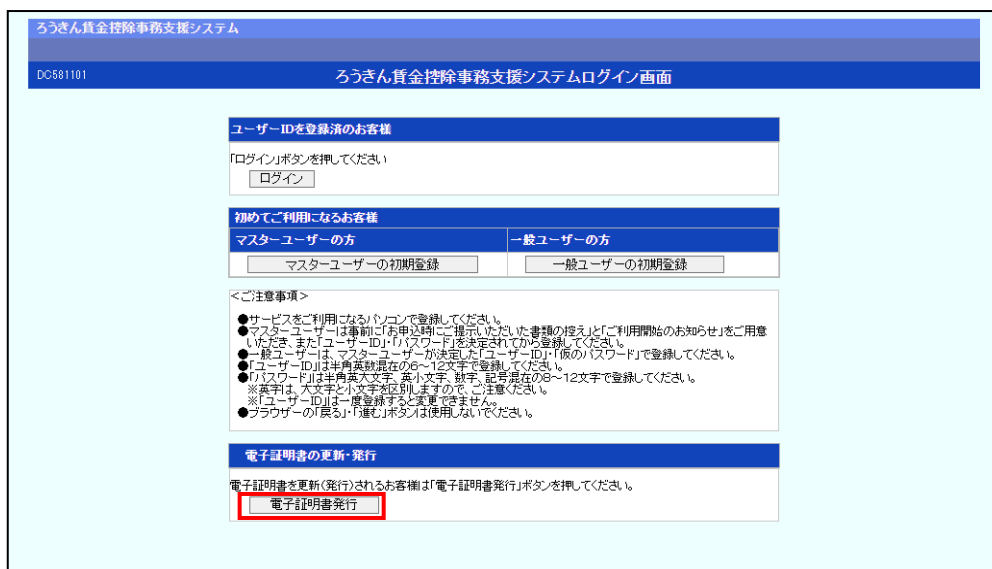 ろうきん賃金控除事務支援システム
DC581101
ろうきん賃金控除事務支援システムログイン画面
ユーザーIDを登録済のお客様
「ログイン」ボタンを押してください
ログイン
初めてご利用になるお客様
マスターユーザーの方
一般ユーザーの方
マスターユーザーの初期登録
一般ユーザーの初期登録
<ご注意事項>
●サービスをご利用になるパソコンで登録してください。
●マスターユーザーは事前に「お申込時にご提示いただいた書類の控え」と「ご利用開始のお知らせ」をご用意
いただき、また「ユーザーID」・「パスワード」を決定されてから登録してください。
●一般ユーザーは、マスターユーザーが決定した「ユーザーID」・「仮のパスワード」で登録してください。
●「ユーザーID」は半角英数混在の6～12文字で登録してください。
●「パスワード」は半角英大文字、英小文字、数字、記号混在の8～12文字で登録してください。
※英字は、大文字と小文字を区別しますので、ご注意ください。
※「ユーザーID」は一度登録すると変更できません。
●ブラウザーの「戻る」・「進む」ボタンは使用しないでください。
電子証明書の更新・発行
電子証明書を更新(発行)されるお客様は「電子証明書発行」ボタンを押してください。
電子証明書発行